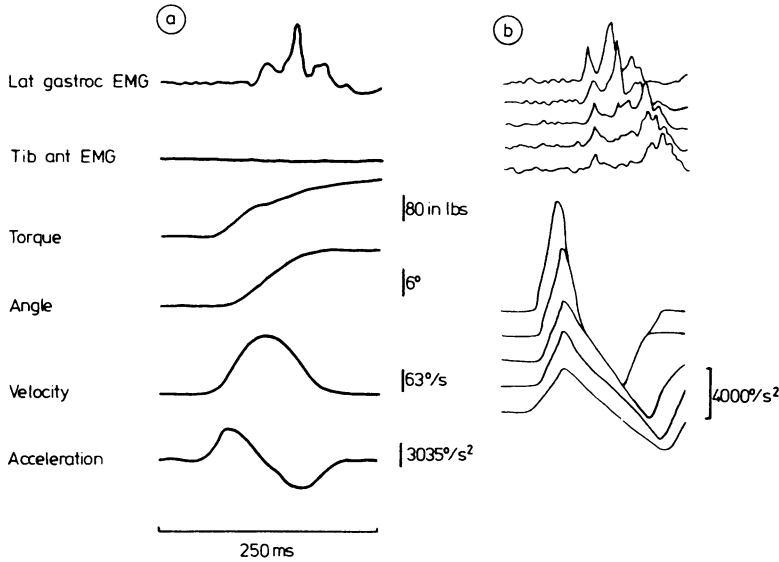 a
Lat gastroc EMG
Tib ant EMG
Torque
80 in lbs
Angle
6°
Velocity
63°/s
Acceleration
3035°/s²
250 ms
b
4000°/s²